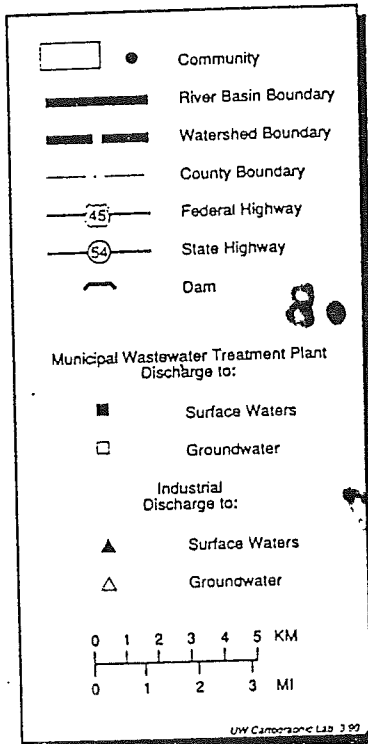 Community
River Basin Boundary
Watershed Boundary
County Boundary
45 Federal Highway
54 State Highway
Dam
Municipal Wastewater Treatment Plant
Discharge to:
Surface Waters
Groundwater
Industrial
Discharge to:
Surface Waters
Groundwater
0 1 2 3 4 5 KM
0 1 2 3 MI
UW Cartographic Lab 3.90